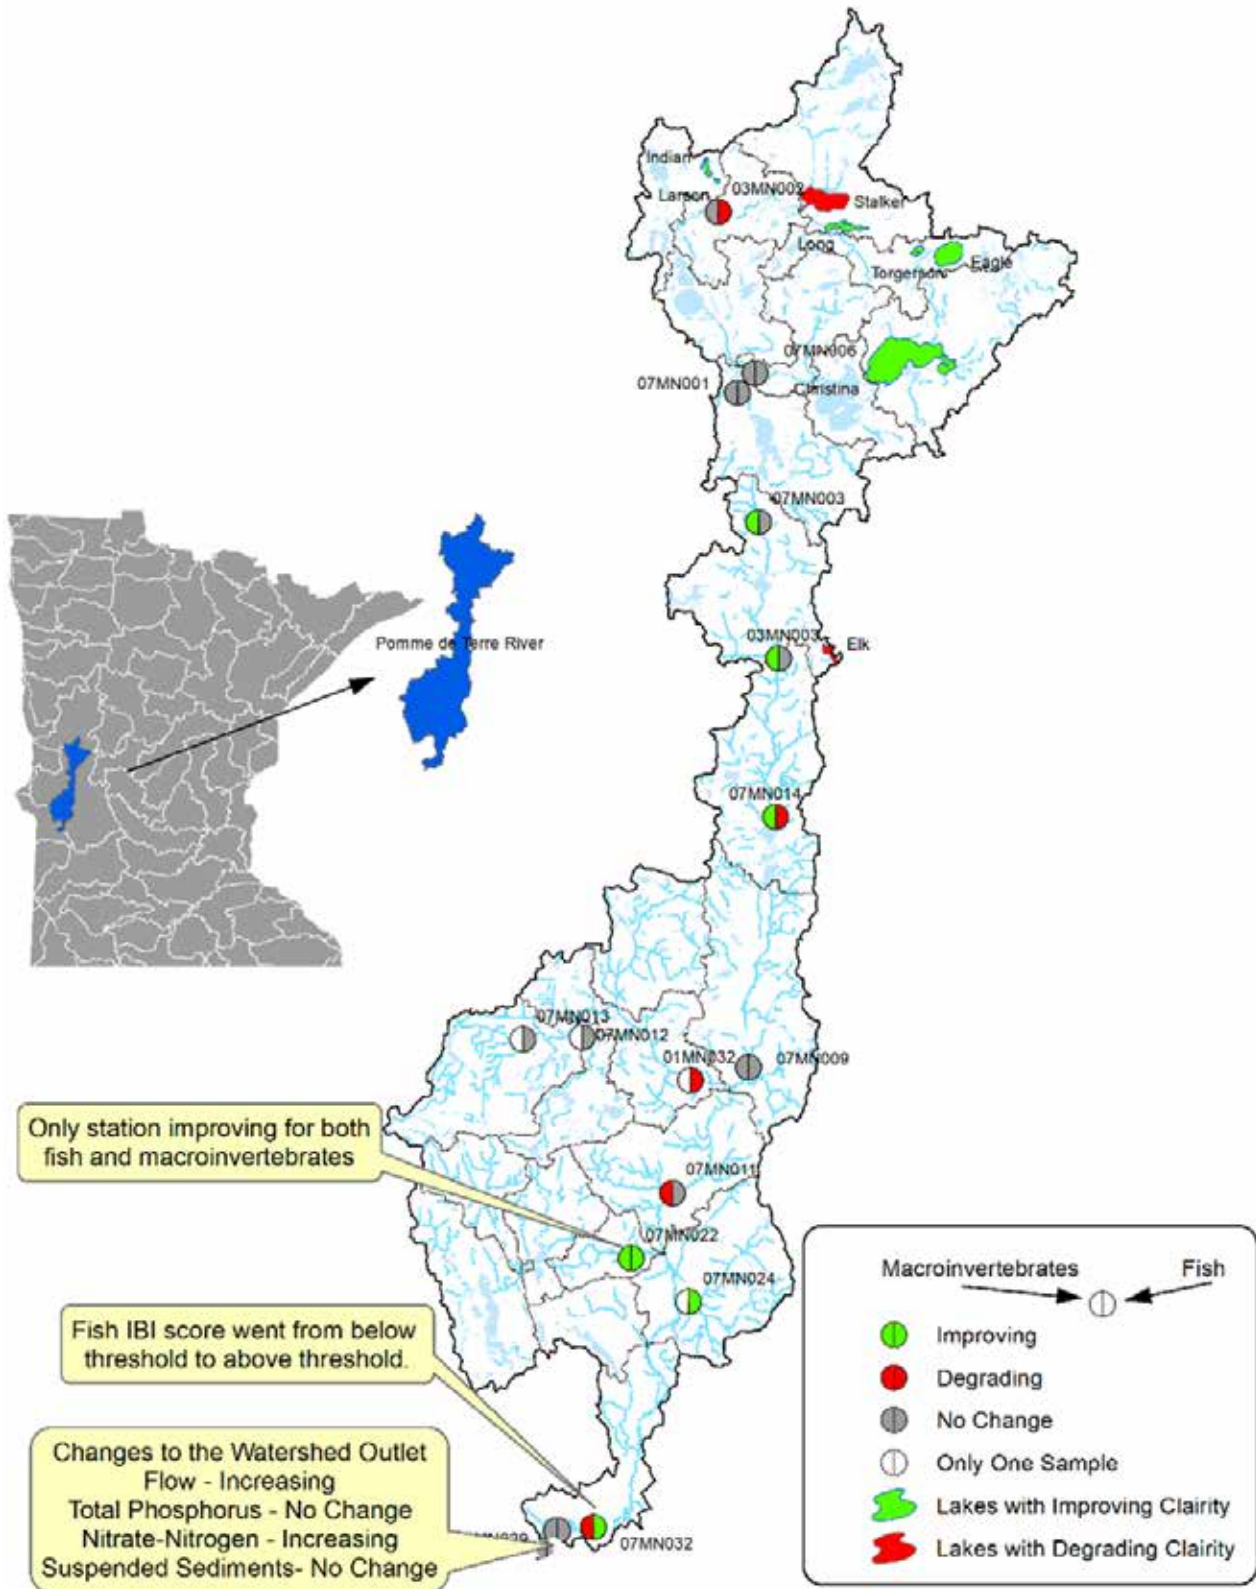 Indian
03MN002
Larson
Stalker
Long
Torgerson
Eagle
07MN006
07MN001
Christina
07MN003
Pomme de Terre River
03MN003
Elk
07MN014
07MN013
07MN012
01MN032
07MN009
Only station improving for both
fish and macroinvertebrates
07MN011
07MN022
07MN024
Macroinvertebrates
Fish
Improving
Degrading
No Change
Only One Sample
Lakes with Improving Clairity
Lakes with Degrading Clairity
Fish IBI score went from below
threshold to above threshold.
Changes to the Watershed Outlet
Flow - Increasing
Total Phosphorus - No Change
Nitrate-Nitrogen - Increasing
Suspended Sediments- No Change
07MN032